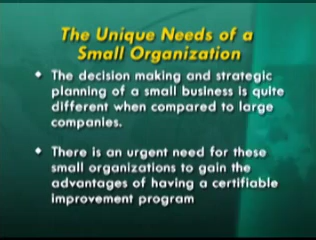 The Unique Needs of a
Small Organization
◆ The decision making and strategic
planning of a small business is quite
different when compared to large
companies.
◆ There is an urgent need for these
small organizations to gain the
advantages of having a certifiable
improvement program